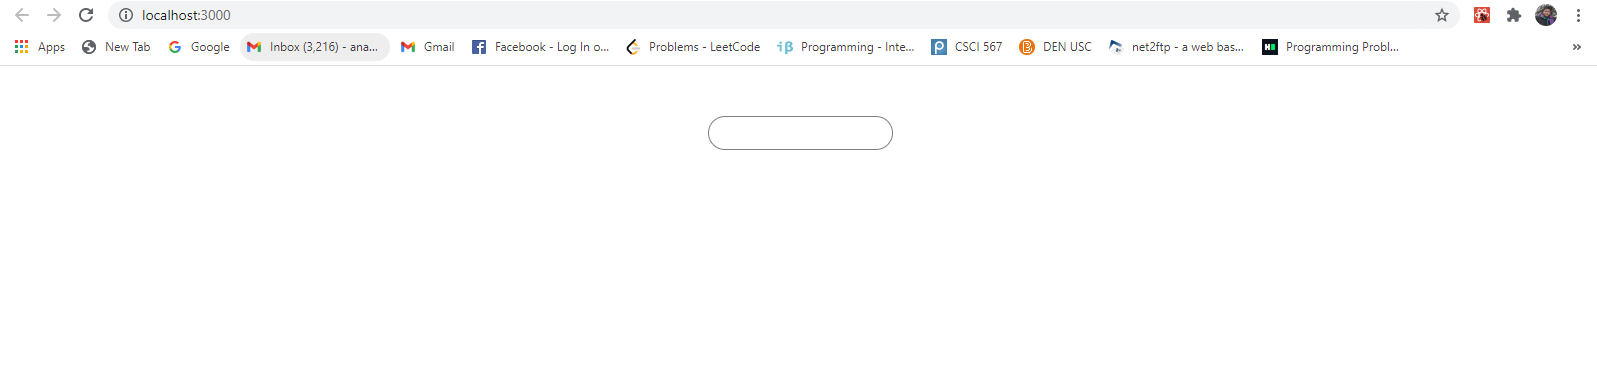 localhost:3000
Apps New Tab Google Inbox (3,216) - ana... Gmail Facebook - Log In o... Problems - LeetCode Programming - Inte... CSCI 567 DEN USC net2ftp - a web bas... Programming Probl... »